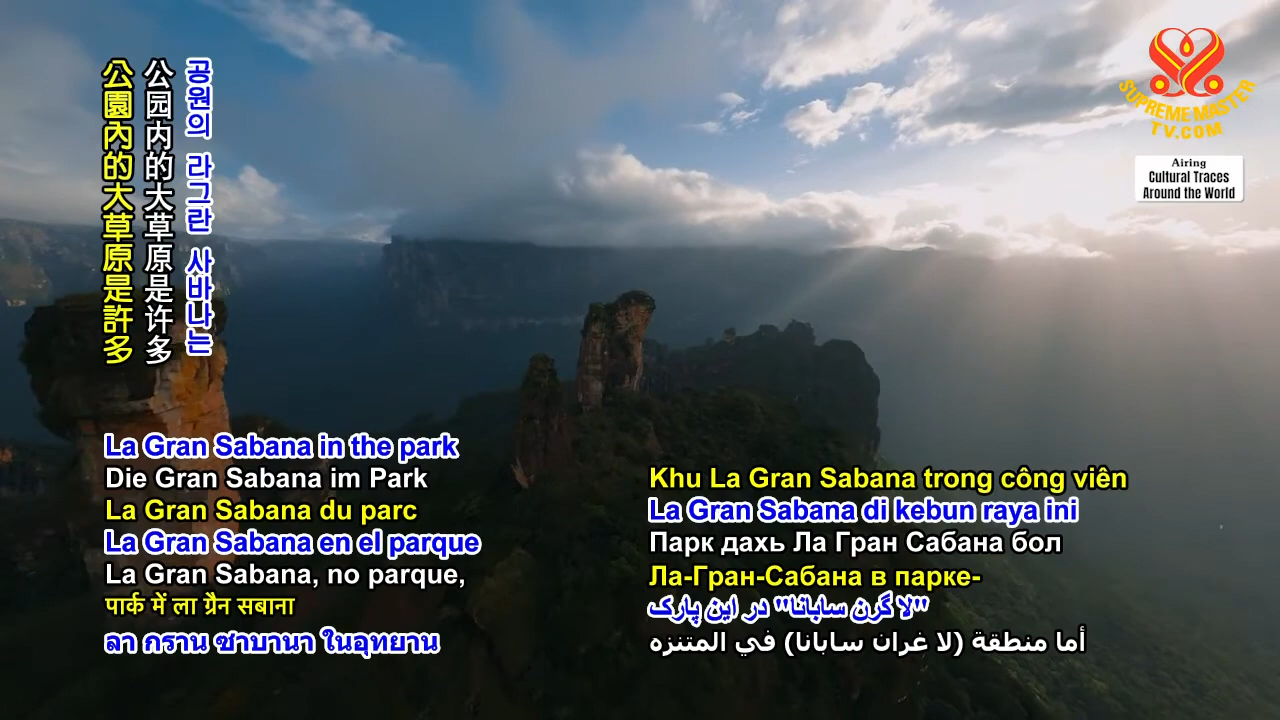 공원의 라그란 사바나는
公园内的大草原是许多
公園內的大草原是許多
SUPREME MASTER
TV.COM
Airing
Cultural Traces
Around the World
La Gran Sabana in the park
Die Gran Sabana im Park
La Gran Sabana du parc
La Gran Sabana en el parque
La Gran Sabana, no parque,
पार्क में ला ग्रैन सबाना
ลา กราน ซาบานา ในอุทยาน
Khu La Gran Sabana trong công viên
La Gran Sabana di kebun raya ini
Парк дахь Ла Гран Сабана бол
Ла-Гран-Сабана в парке-
"لا گرن سابانا" در این پارک
أما منطقة (لا غران سابانا) في المتنزه